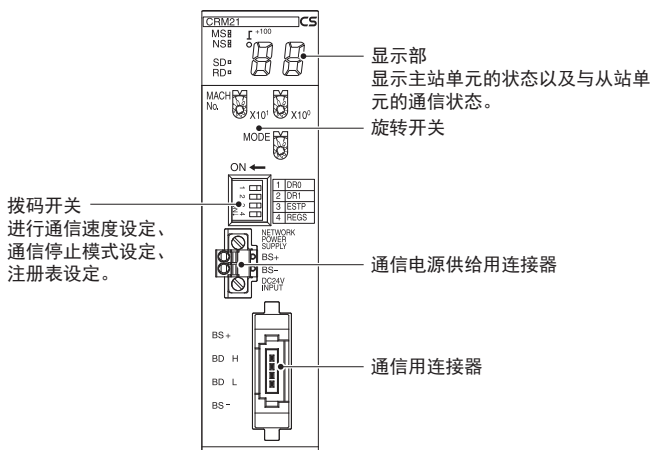 CRM21 CS
MS
NS
+100
SD
RD
显示部
显示主站单元的状态以及与从站单
元的通信状态。
MACH
No.
X10¹ X10⁰
旋转开关
MODE
ON
1 DR0
2 DR1
3 ESTP
4 REGS
1
2
3
4
拨码开关
进行通信速度设定、
通信停止模式设定、
注册表设定。
NETWORK
POWER
SUPPLY
BS+
BS-
DC24V
INPUT
通信电源供给用连接器
BS+
BD H
BD L
BS-
通信用连接器